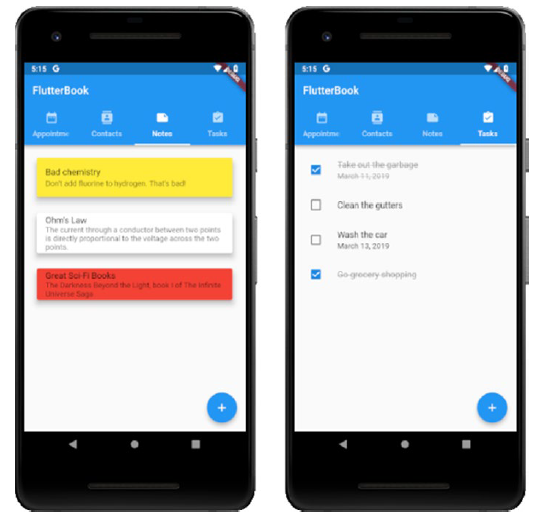 5:15 G
FlutterBook
Appointme
Contacts
Notes
Tasks
Bad chemistry
Don't add fluorine to hydrogen. That's bad!
Ohm's Law
The current through a conductor between two points
is directly proportional to the voltage across the two
points.
Great Sci-Fi Books
The Darkness Beyond the Light, book I of The Infinite
Universe Saga
+
5:15 G
FlutterBook
Appointme
Contacts
Notes
Tasks
Take out the garbage
March 11, 2019
Clean the gutters
Wash the car
March 13, 2019
Go grocery shopping
+